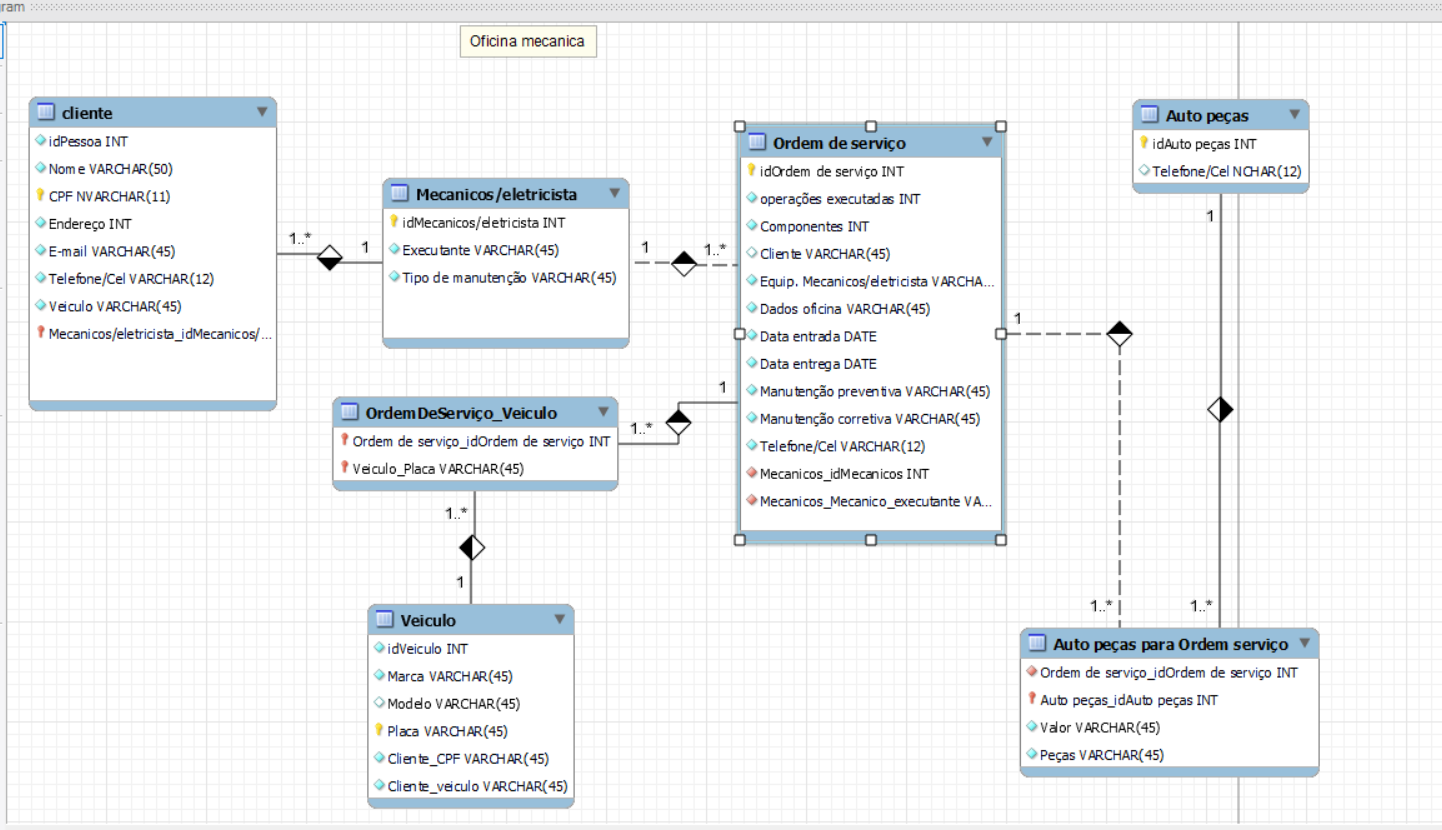 gram
Oficina mecanica
cliente
idPessoa INT
Nome VARCHAR(50)
CPF NVARCHAR(11)
Endereço INT
E-mail VARCHAR(45)
Telefone/Cel VARCHAR(12)
Veiculo VARCHAR(45)
Mecanicos/eletricista_idMecanicos/...
1..*
1
Mecanicos/eletricista
idMecanicos/eletricista INT
Executante VARCHAR(45)
Tipo de manutenção VARCHAR(45)
1
1..*
Ordem de serviço
idOrdem de serviço INT
operações executadas INT
Componentes INT
Cliente VARCHAR(45)
Equip. Mecanicos/eletricista VARCHA...
Dados oficina VARCHAR(45)
Data entrada DATE
Data entrega DATE
Manutenção preventiva VARCHAR(45)
Manutenção corretiva VARCHAR(45)
Telefone/Cel VARCHAR(12)
Mecanicos_idMecanicos INT
Mecanicos_Mecanico_executante VA...
Auto peças
idAuto peças INT
Telefone/Cel NCHAR(12)
1
1
OrdemDeServiço_Veiculo
Ordem de serviço_idOrdem de serviço INT
Veiculo_Placa VARCHAR(45)
1
1..*
1..*
1
Veiculo
idVeiculo INT
Marca VARCHAR(45)
Modelo VARCHAR(45)
Placa VARCHAR(45)
Cliente_CPF VARCHAR(45)
Cliente_veiculo VARCHAR(45)
1..*
1..*
Auto peças para Ordem serviço
Ordem de serviço_idOrdem de serviço INT
Auto peças_idAuto peças INT
Valor VARCHAR(45)
Peças VARCHAR(45)